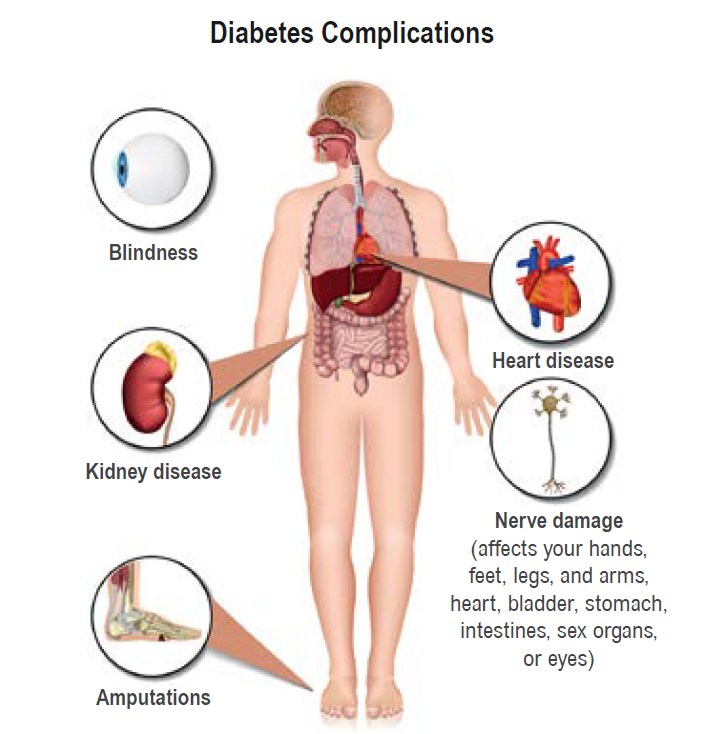 Diabetes Complications
Blindness
Heart disease
Kidney disease
Nerve damage
(affects your hands,
feet, legs, and arms,
heart, bladder, stomach,
intestines, sex organs,
or eyes)
Amputations